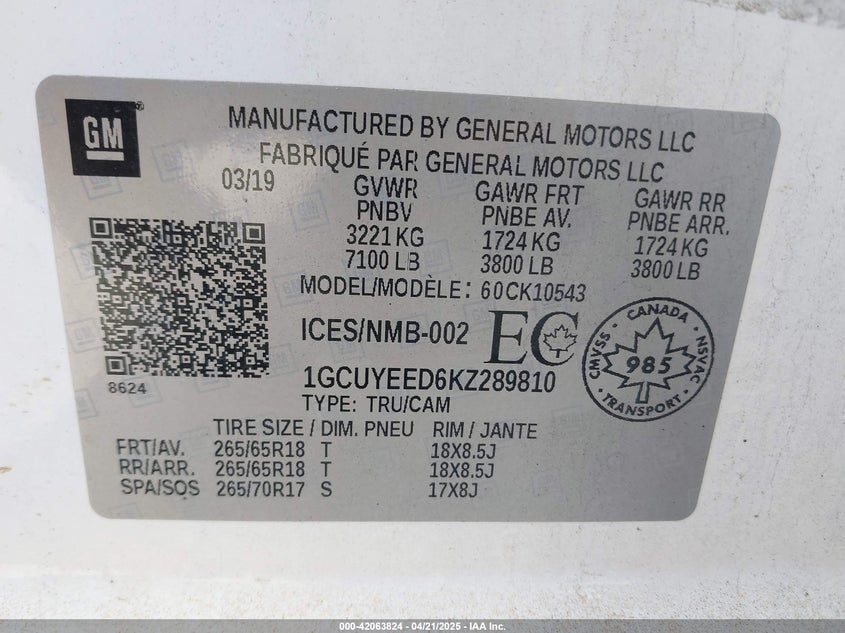 GM
MANUFACTURED BY GENERAL MOTORS LLC
FABRIQUÉ PAR GENERAL MOTORS LLC
03/19 GVWR GAWR FRT GAWR RR
PNBV PNBE AV. PNBE ARR.
3221 KG 1724 KG 1724 KG
7100 LB 3800 LB 3800 LB
MODEL/MODÈLE: 60CK10543
ICES/NMB-002 EC
CANADA
CMVSS 985 NSVAC
TRANSPORT
8624
1GCUYEED6KZ289810
TYPE: TRU/CAM
TIRE SIZE / DIM. PNEU RIM / JANTE
FRT/AV. 265/65R18 T 18X8.5J
RR/ARR. 265/65R18 T 18X8.5J
SPA/SOS 265/70R17 S 17X8J
000-42063824 - 04/21/2025 - IAA Inc.